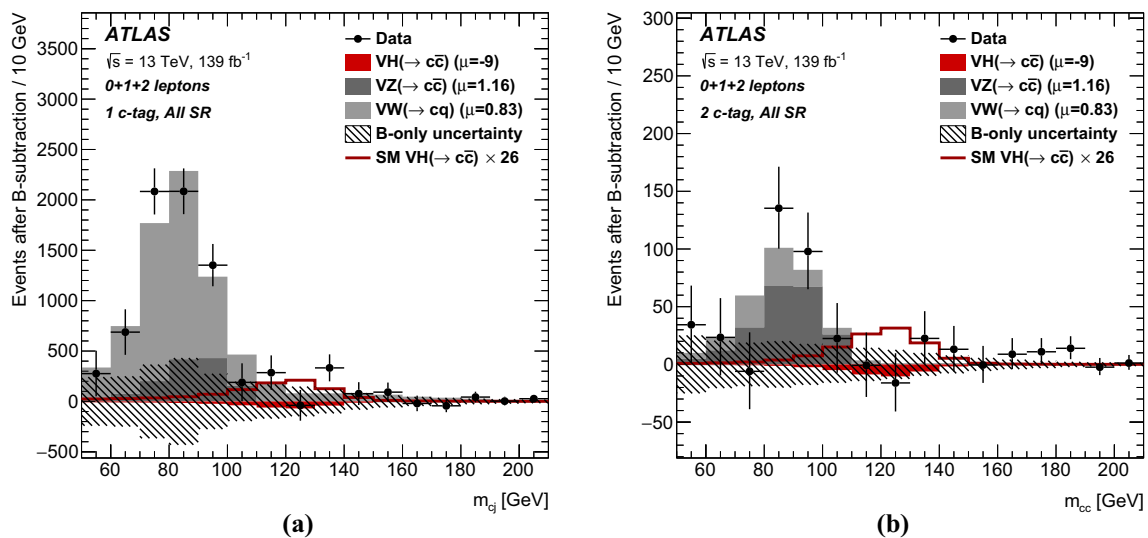 ATLAS
√s = 13 TeV, 139 fb⁻¹
0+1+2 leptons
1 c-tag, All SR
Data
VH(→ cc̅) (μ=-9)
VZ(→ cc̅) (μ=1.16)
VW(→ cq) (μ=0.83)
B-only uncertainty
SM VH(→ cc̅) × 26
Events after B-subtraction / 10 GeV
3500
3000
2500
2000
1500
1000
500
0
−500
60 80 100 120 140 160 180 200
m_cj [GeV]
(a)
ATLAS
√s = 13 TeV, 139 fb⁻¹
0+1+2 leptons
2 c-tag, All SR
Data
VH(→ cc̅) (μ=-9)
VZ(→ cc̅) (μ=1.16)
VW(→ cq) (μ=0.83)
B-only uncertainty
SM VH(→ cc̅) × 26
Events after B-subtraction / 10 GeV
300
250
200
150
100
50
0
−50
60 80 100 120 140 160 180 200
m_cc [GeV]
(b)